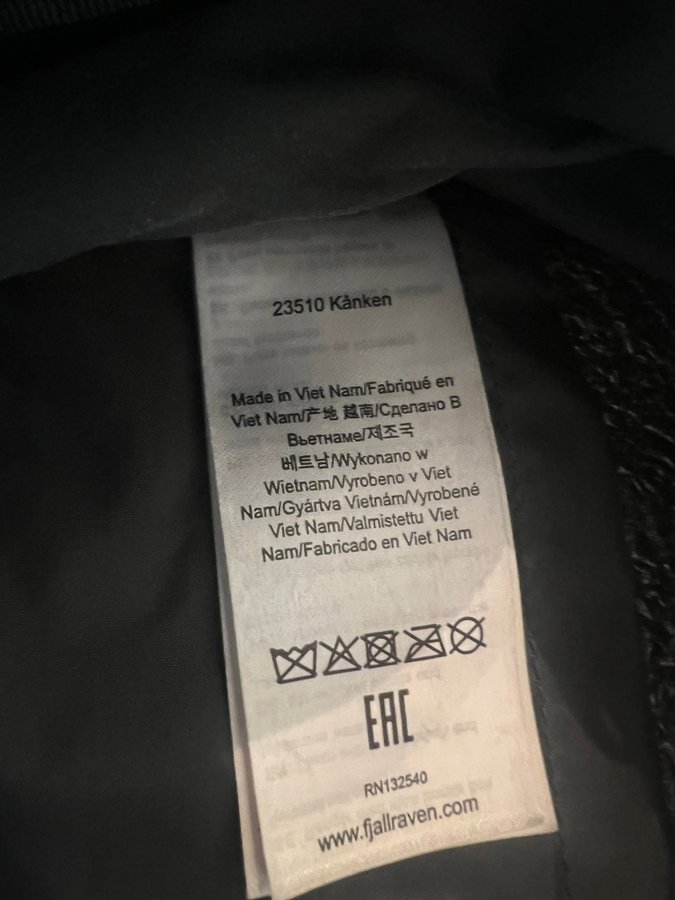 23510 Kånken
Made in Viet Nam/Fabriqué en
Viet Nam/产地 越南/Сделано В
Вьетнаме/제조국
베트남/Wykonano w
Wietnam/Vyrobeno v Viet
Nam/Gyártva Vietnám/Vyrobené
Viet Nam/Valmistettu Viet
Nam/Fabricado en Viet Nam
EAC
RN132540
www.fjallraven.com